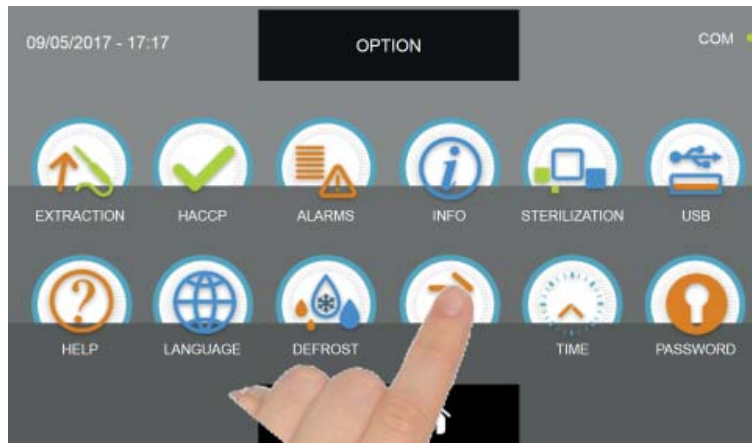 09/05/2017 - 17:17 OPTION COM
EXTRACTION HACCP ALARMS INFO STERILIZATION USB
HELP LANGUAGE DEFROST TIME PASSWORD